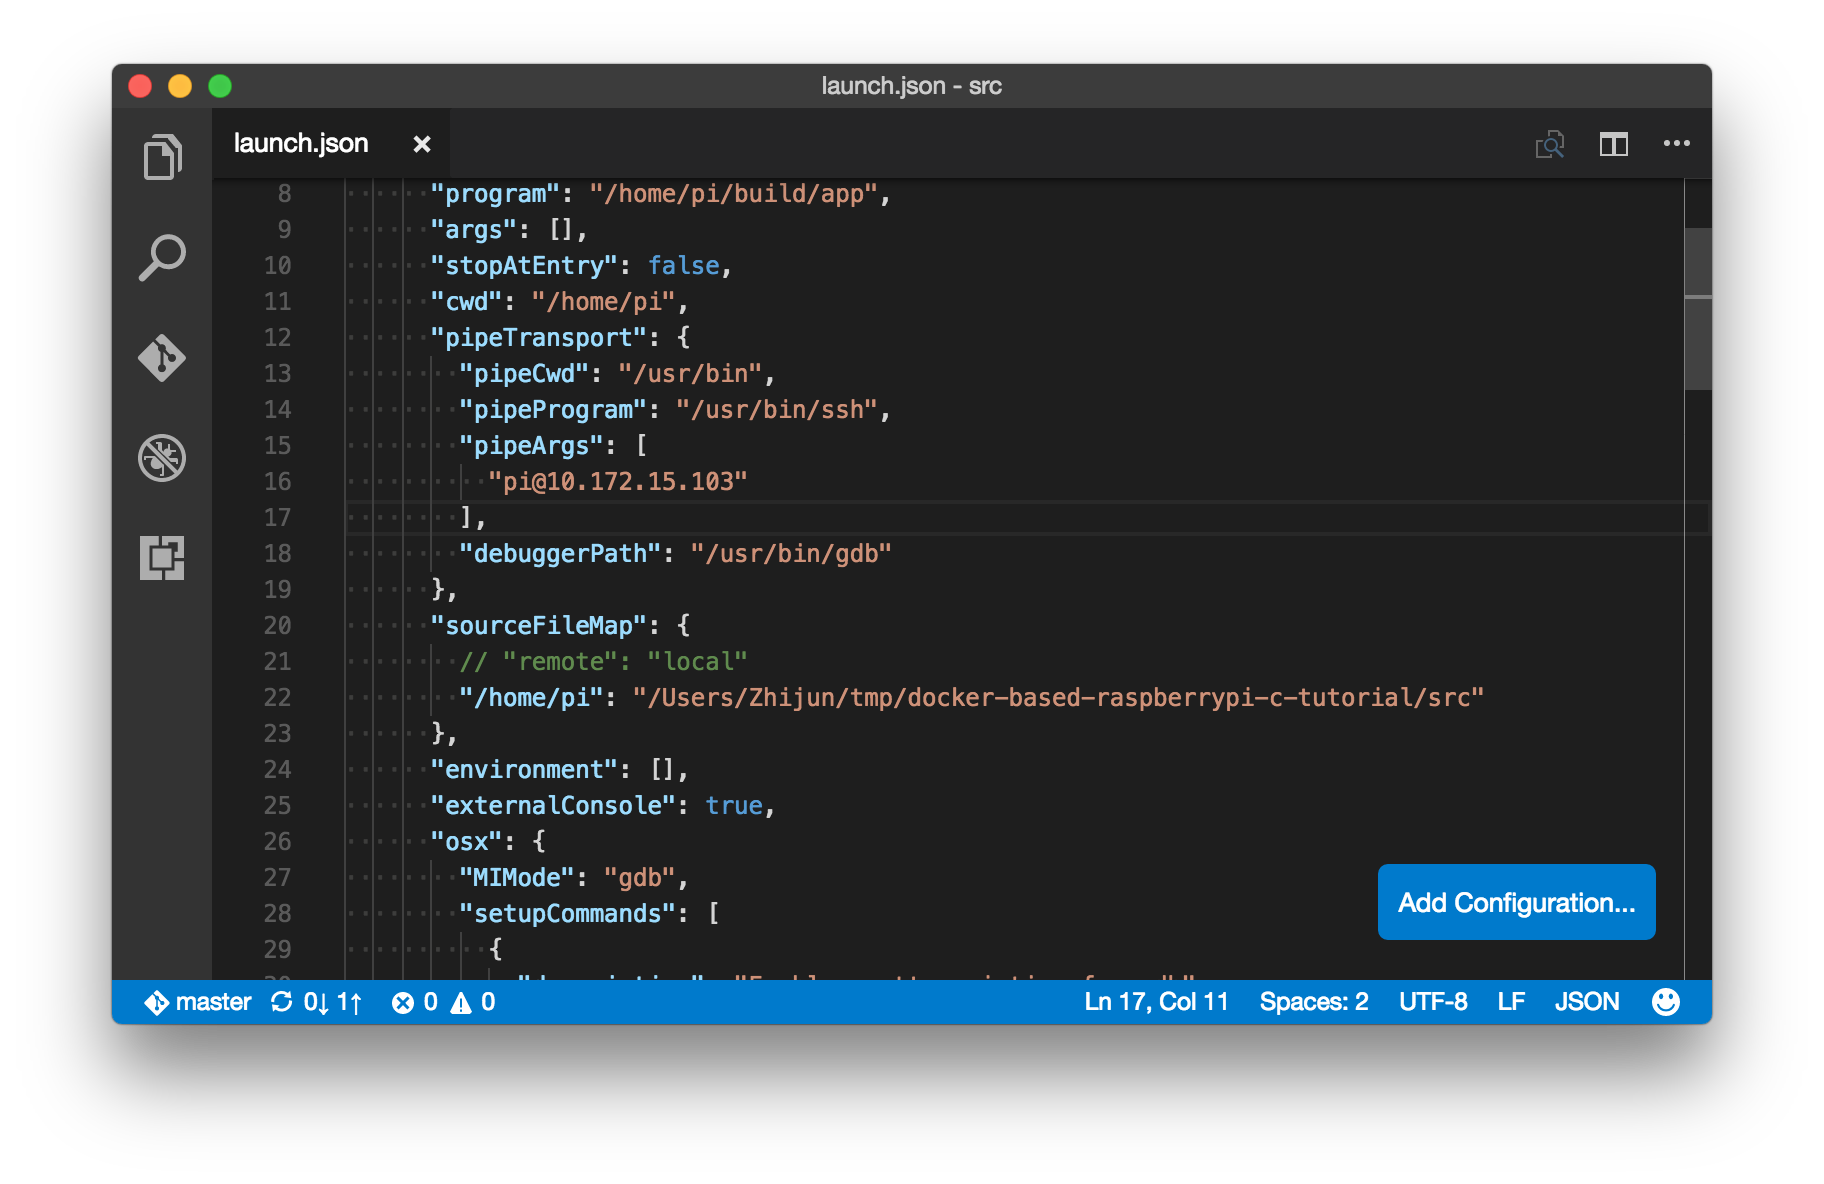 launch.json - src
launch.json
8 "program": "/home/pi/build/app",
9 "args": [],
10 "stopAtEntry": false,
11 "cwd": "/home/pi",
12 "pipeTransport": {
13 "pipeCwd": "/usr/bin",
14 "pipeProgram": "/usr/bin/ssh",
15 "pipeArgs": [
16 "pi@10.172.15.103"
17 ],
18 "debuggerPath": "/usr/bin/gdb"
19 },
20 "sourceFileMap": {
21 // "remote": "local"
22 "/home/pi": "/Users/Zhijun/tmp/docker-based-raspberrypi-c-tutorial/src"
23 },
24 "environment": [],
25 "externalConsole": true,
26 "osx": {
27 "MIMode": "gdb",
28 "setupCommands": [
29 {
Add Configuration...
master 0↓ 1↑ 0 0 Ln 17, Col 11 Spaces: 2 UTF-8 LF JSON